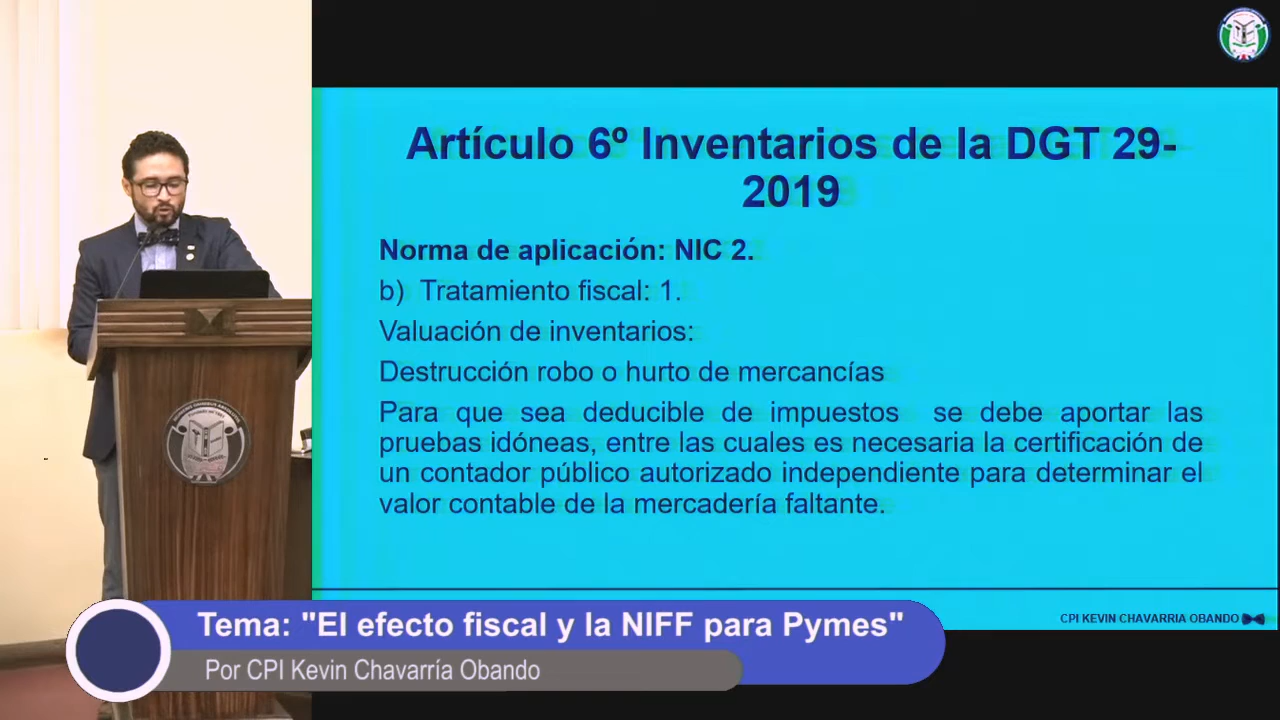 Artículo 6º Inventarios de la DGT 29-
2019
Norma de aplicación: NIC 2.
b) Tratamiento fiscal: 1.
Valuación de inventarios:
Destrucción robo o hurto de mercancías
Para que sea deducible de impuestos se debe aportar las
pruebas idóneas, entre las cuales es necesaria la certificación de
un contador público autorizado independiente para determinar el
valor contable de la mercadería faltante.
CPI KEVIN CHAVARRIA OBANDO
Tema: "El efecto fiscal y la NIFF para Pymes"
Por CPI Kevin Chavarría Obando